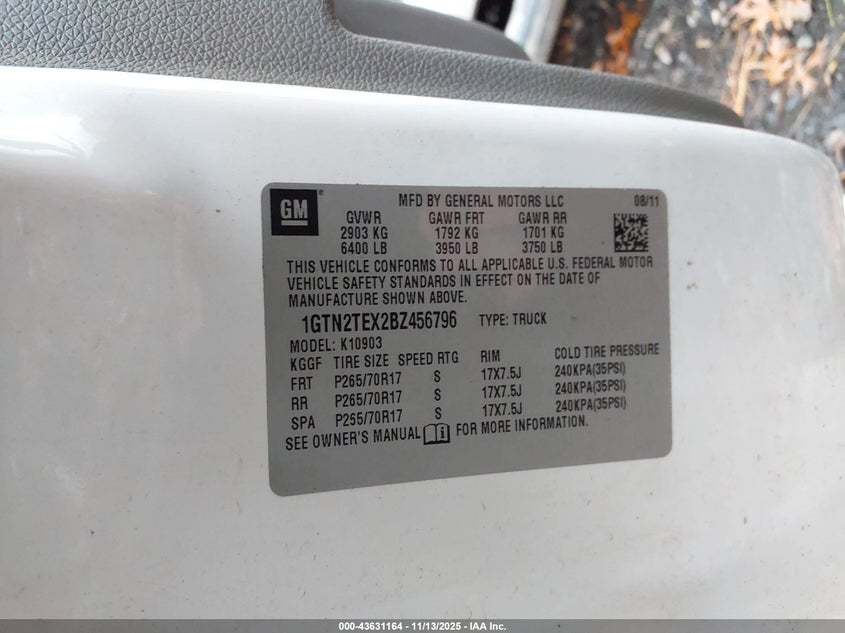 GM
MFD BY GENERAL MOTORS LLC 08/11
GVWR GAWR FRT GAWR RR
2903 KG 1792 KG 1701 KG
6400 LB 3950 LB 3750 LB
THIS VEHICLE CONFORMS TO ALL APPLICABLE U.S. FEDERAL MOTOR
VEHICLE SAFETY STANDARDS IN EFFECT ON THE DATE OF
MANUFACTURE SHOWN ABOVE.
1GTN2TEX2BZ456796 TYPE: TRUCK
MODEL: K10903
KGGF TIRE SIZE SPEED RTG RIM COLD TIRE PRESSURE
FRT P265/70R17 S 17X7.5J 240KPA(35PSI)
RR P265/70R17 S 17X7.5J 240KPA(35PSI)
SPA P265/70R17 S 17X7.5J 240KPA(35PSI)
SEE OWNER'S MANUAL FOR MORE INFORMATION.
000-43631164 - 11/13/2025 - IAA Inc.